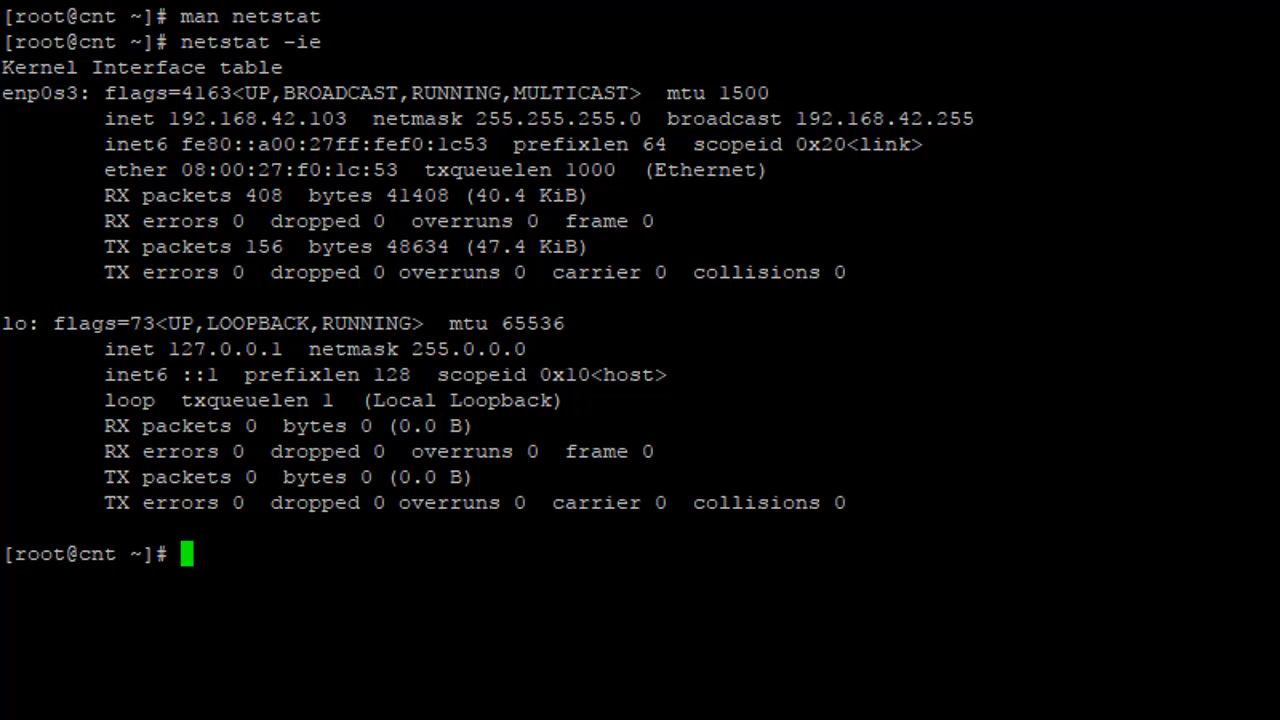 [root@cnt ~]# man netstat
[root@cnt ~]# netstat -ie
Kernel Interface table
enp0s3: flags=4163<UP,BROADCAST,RUNNING,MULTICAST>  mtu 1500
        inet 192.168.42.103  netmask 255.255.255.0  broadcast 192.168.42.255
        inet6 fe80::a00:27ff:fef0:1c53  prefixlen 64  scopeid 0x20<link>
        ether 08:00:27:f0:1c:53  txqueuelen 1000  (Ethernet)
        RX packets 408  bytes 41408 (40.4 KiB)
        RX errors 0  dropped 0  overruns 0  frame 0
        TX packets 156  bytes 48634 (47.4 KiB)
        TX errors 0  dropped 0 overruns 0  carrier 0  collisions 0

lo: flags=73<UP,LOOPBACK,RUNNING>  mtu 65536
        inet 127.0.0.1  netmask 255.0.0.0
        inet6 ::1  prefixlen 128  scopeid 0x10<host>
        loop  txqueuelen 1  (Local Loopback)
        RX packets 0  bytes 0 (0.0 B)
        RX errors 0  dropped 0  overruns 0  frame 0
        TX packets 0  bytes 0 (0.0 B)
        TX errors 0  dropped 0 overruns 0  carrier 0  collisions 0

[root@cnt ~]#